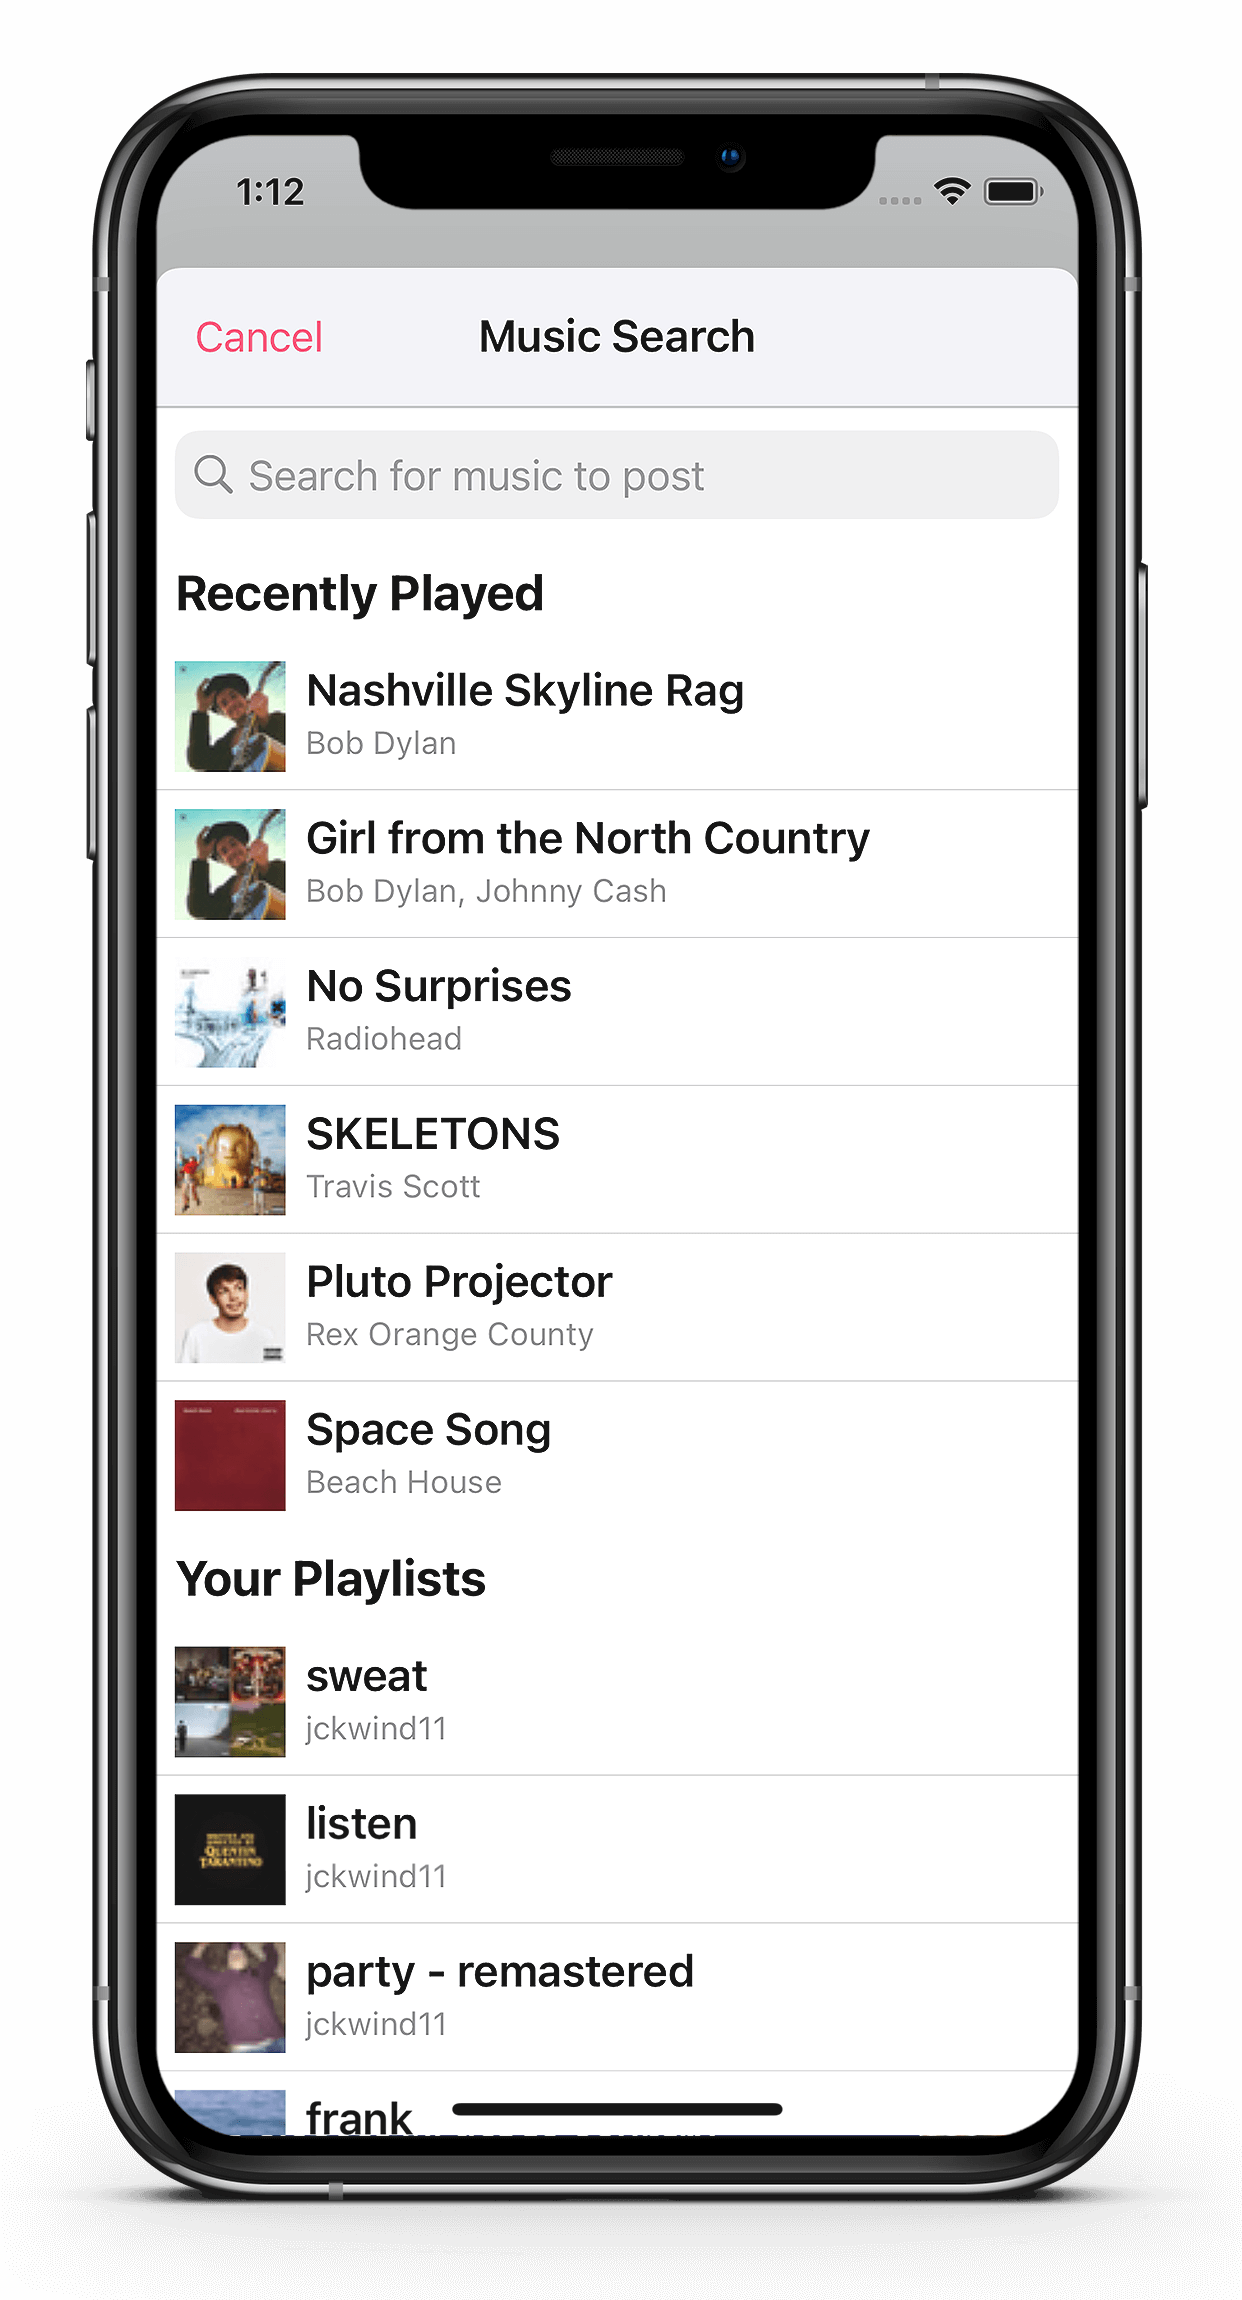 1:12
Cancel
Music Search
Search for music to post
Recently Played
Nashville Skyline Rag
Bob Dylan
Girl from the North Country
Bob Dylan, Johnny Cash
No Surprises
Radiohead
SKELETONS
Travis Scott
Pluto Projector
Rex Orange County
Space Song
Beach House
Your Playlists
sweat
jckwind11
listen
QUENTIN
TARANTINO
jckwind11
party - remastered
jckwind11
frank